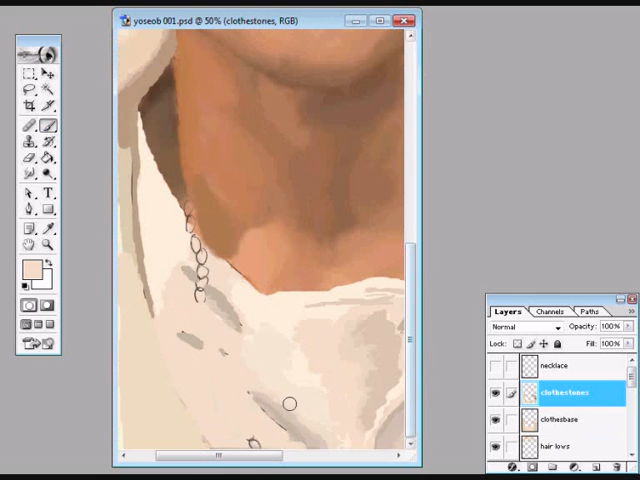 yoseob 001.psd @ 50% (clothestones, RGB)
T
Layers
Channels
Paths
Normal
Opacity: 100%
Lock:
Fill: 100%
necklace
clothestones
clothesbase
hair lows